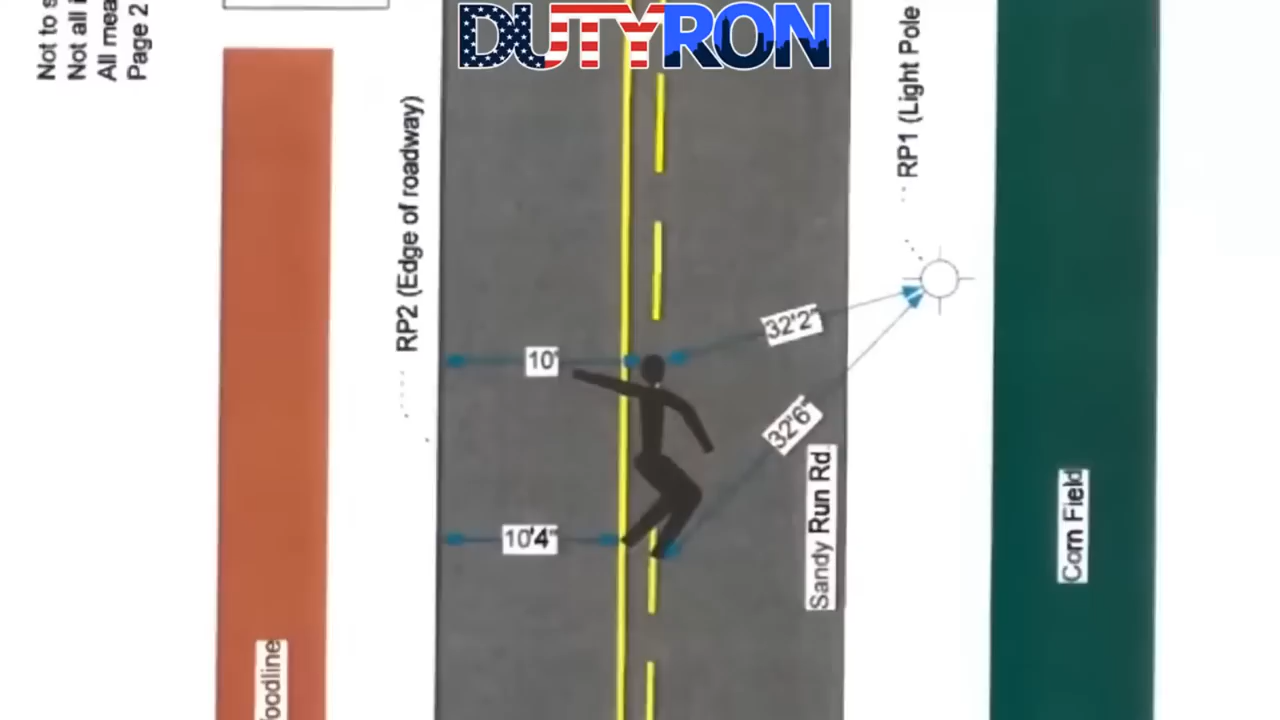 Not to
Not all
All
Page 2
DUTYRON
RP2 (Edge of roadway)
RP1 (Light Pole
10'
32'2"
32'6"
10'4"
Sandy Run Rd.
Corn Field
oodline